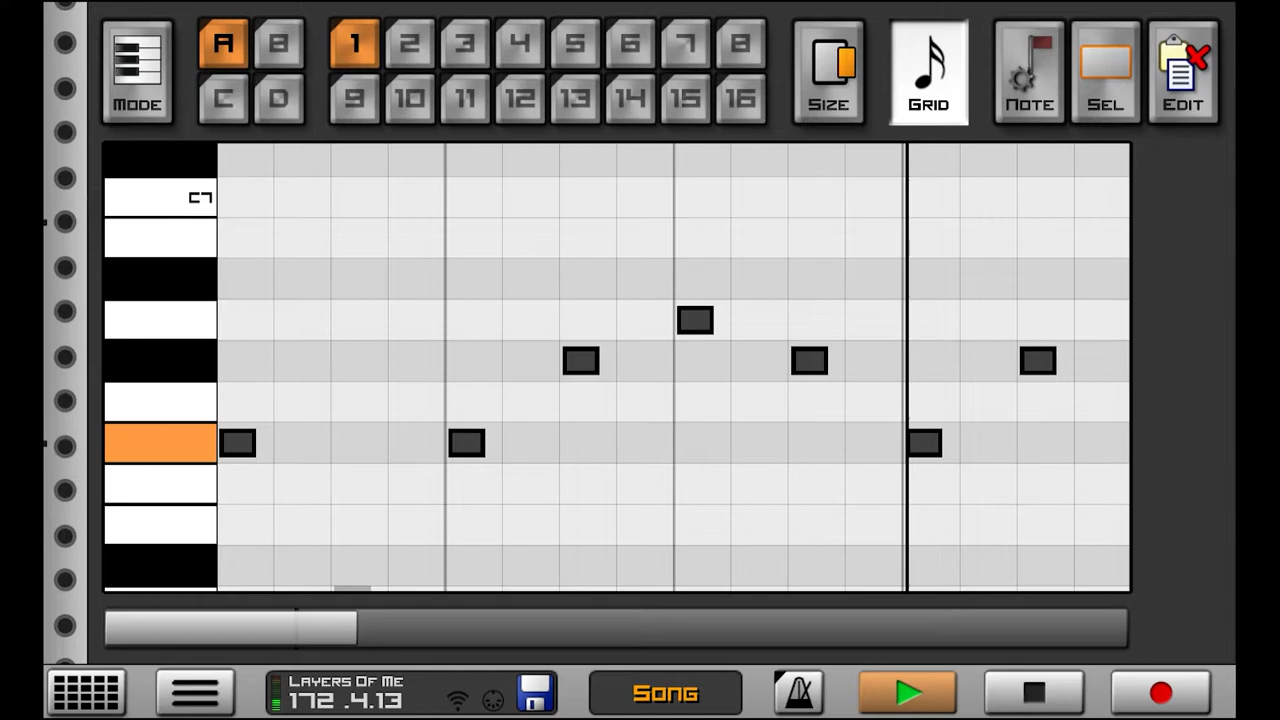 MODE
A B
C D
1 2 3 4 5 6 7 8
9 10 11 12 13 14 15 16
SIZE
GRID
NOTE
SEL
EDIT
C7
LAYERS OF ME
172 .4.13
SONG